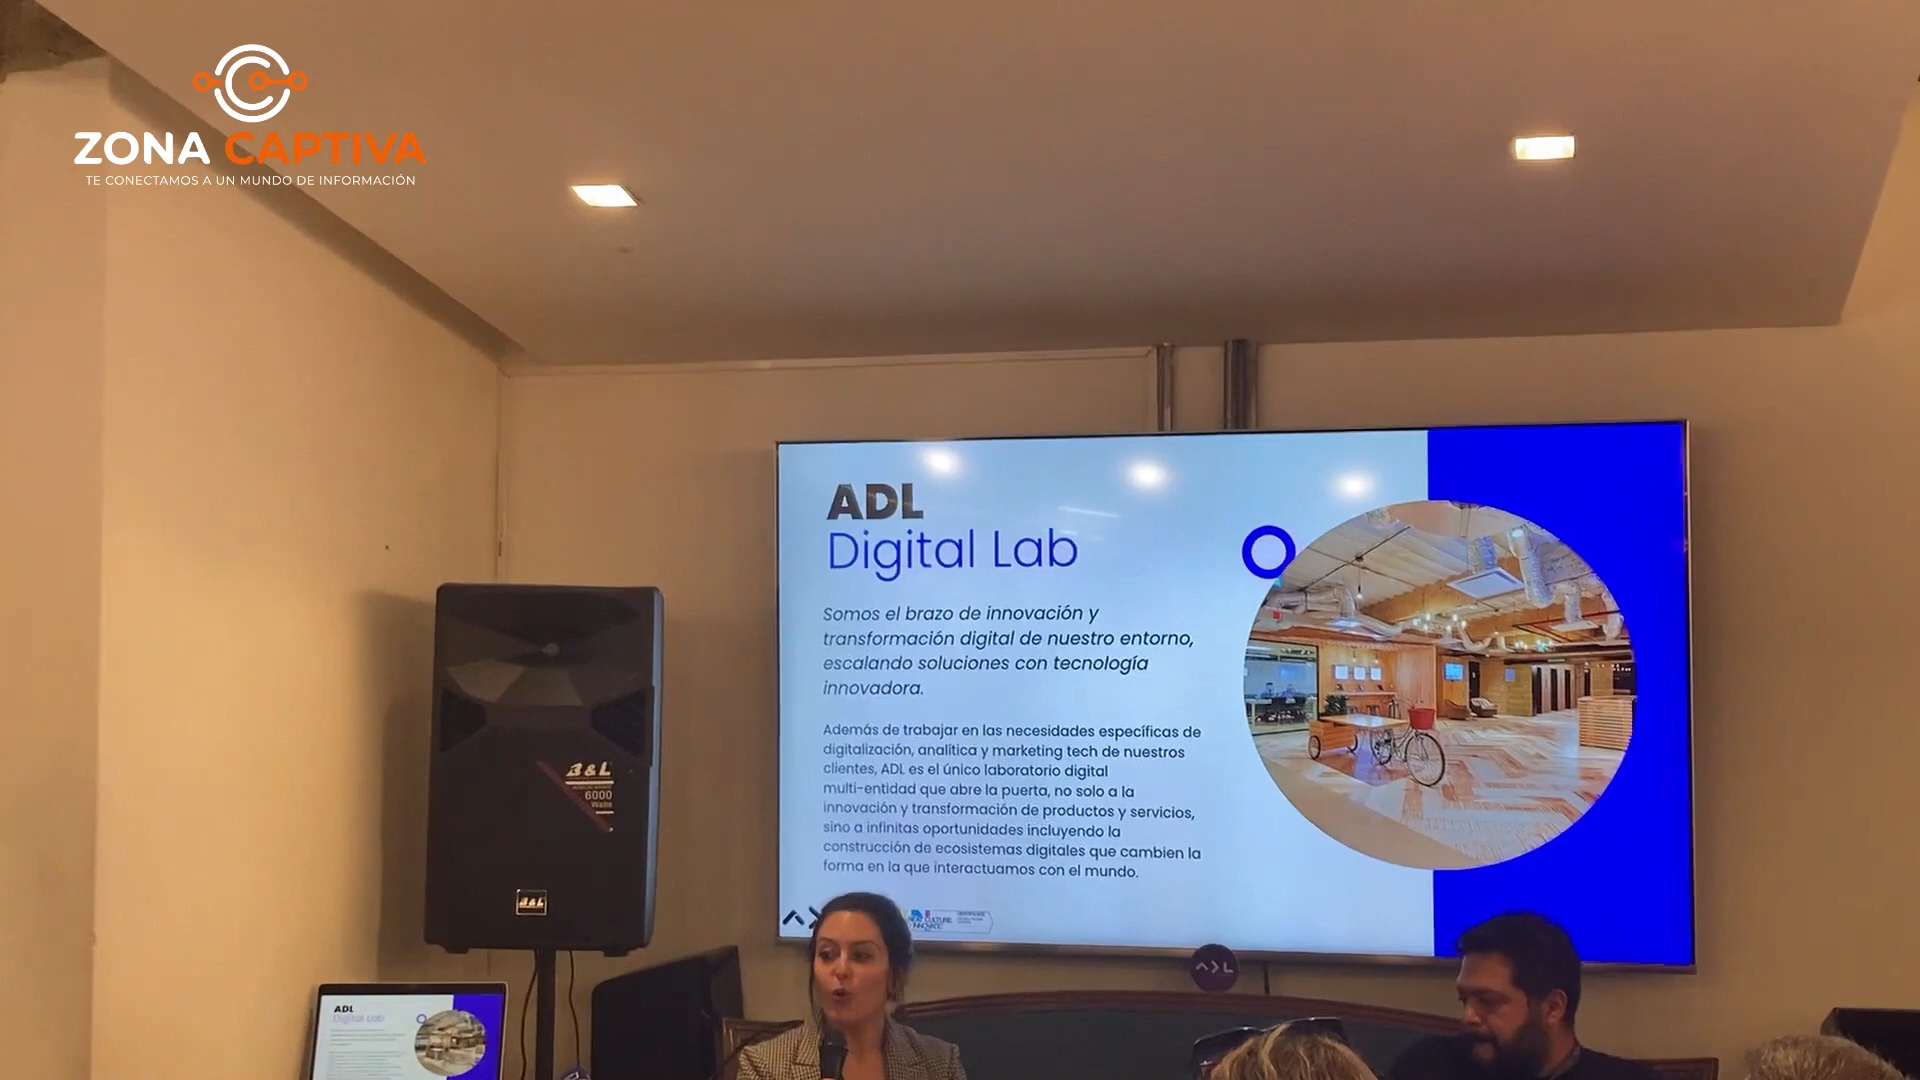 ZONA CAPTIVA
TE CONECTAMOS A UN MUNDO DE INFORMACIÓN
ADL
Digital Lab
Somos el brazo de innovación y
transformación digital de nuestro entorno,
escalando soluciones con tecnología
innovadora.
Además de trabajar en las necesidades específicas de
digitalización, analítica y marketing tech de nuestros
clientes, ADL es el único laboratorio digital
multi-entidad que abre la puerta, no solo a la
innovación y transformación de productos y servicios,
sino a infinitas oportunidades incluyendo la
construcción de ecosistemas digitales que cambien la
forma en la que interactuamos con el mundo.
B & L
6000
Watts
B&L
ADL
Digital Lab